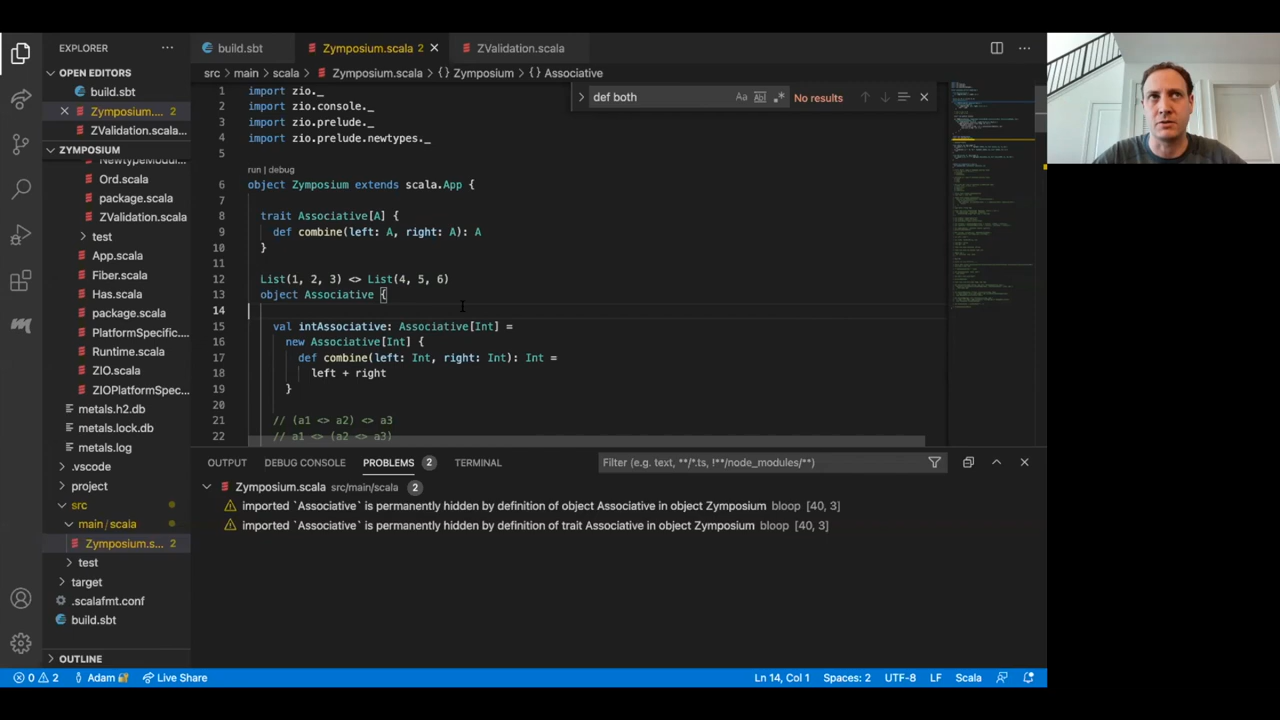 EXPLORER
OPEN EDITORS
build.sbt
Zymposium.... 2
ZValidation.scala...
ZYMPOSIUM
NewtypeModul...
Ord.scala
package.scala
ZValidation.scala
test
App.scala
Fiber.scala
Has.scala
package.scala
PlatformSpecific...
Runtime.scala
ZIO.scala
ZIOPlatformSpec...
metals.h2.db
metals.lock.db
metals.log
.vscode
project
src
main/scala
Zymposium.s... 2
test
target
.scalafmt.conf
build.sbt
OUTLINE
build.sbt Zymposium.scala 2 ZValidation.scala
src main scala Zymposium.scala {} Zymposium {} Associative
def both Aa No results
1 import zio._
2 import zio.console._
3 import zio.prelude._
4 import zio.prelude.newtypes._
5
run | debug
6 object Zymposium extends scala.App {
7
8 trait Associative[A] {
9 def combine(left: A, right: A): A
10 }
11
12 List(1, 2, 3) <> List(4, 5, 6)
13 object Associative {
14
15 val intAssociative: Associative[Int] =
16 new Associative[Int] {
17 def combine(left: Int, right: Int): Int =
18 left + right
19 }
20
21 // (a1 <> a2) <> a3
22 // a1 <> (a2 <> a3)
OUTPUT DEBUG CONSOLE PROBLEMS 2 TERMINAL Filter (e.g. text, **/*.ts, !**/node_modules/**)
Zymposium.scala src/main/scala 2
imported `Associative` is permanently hidden by definition of object Associative in object Zymposium bloop [40, 3]
imported `Associative` is permanently hidden by definition of trait Associative in object Zymposium bloop [40, 3]
0 2 Adam Live Share Ln 14, Col 1 Spaces: 2 UTF-8 LF Scala